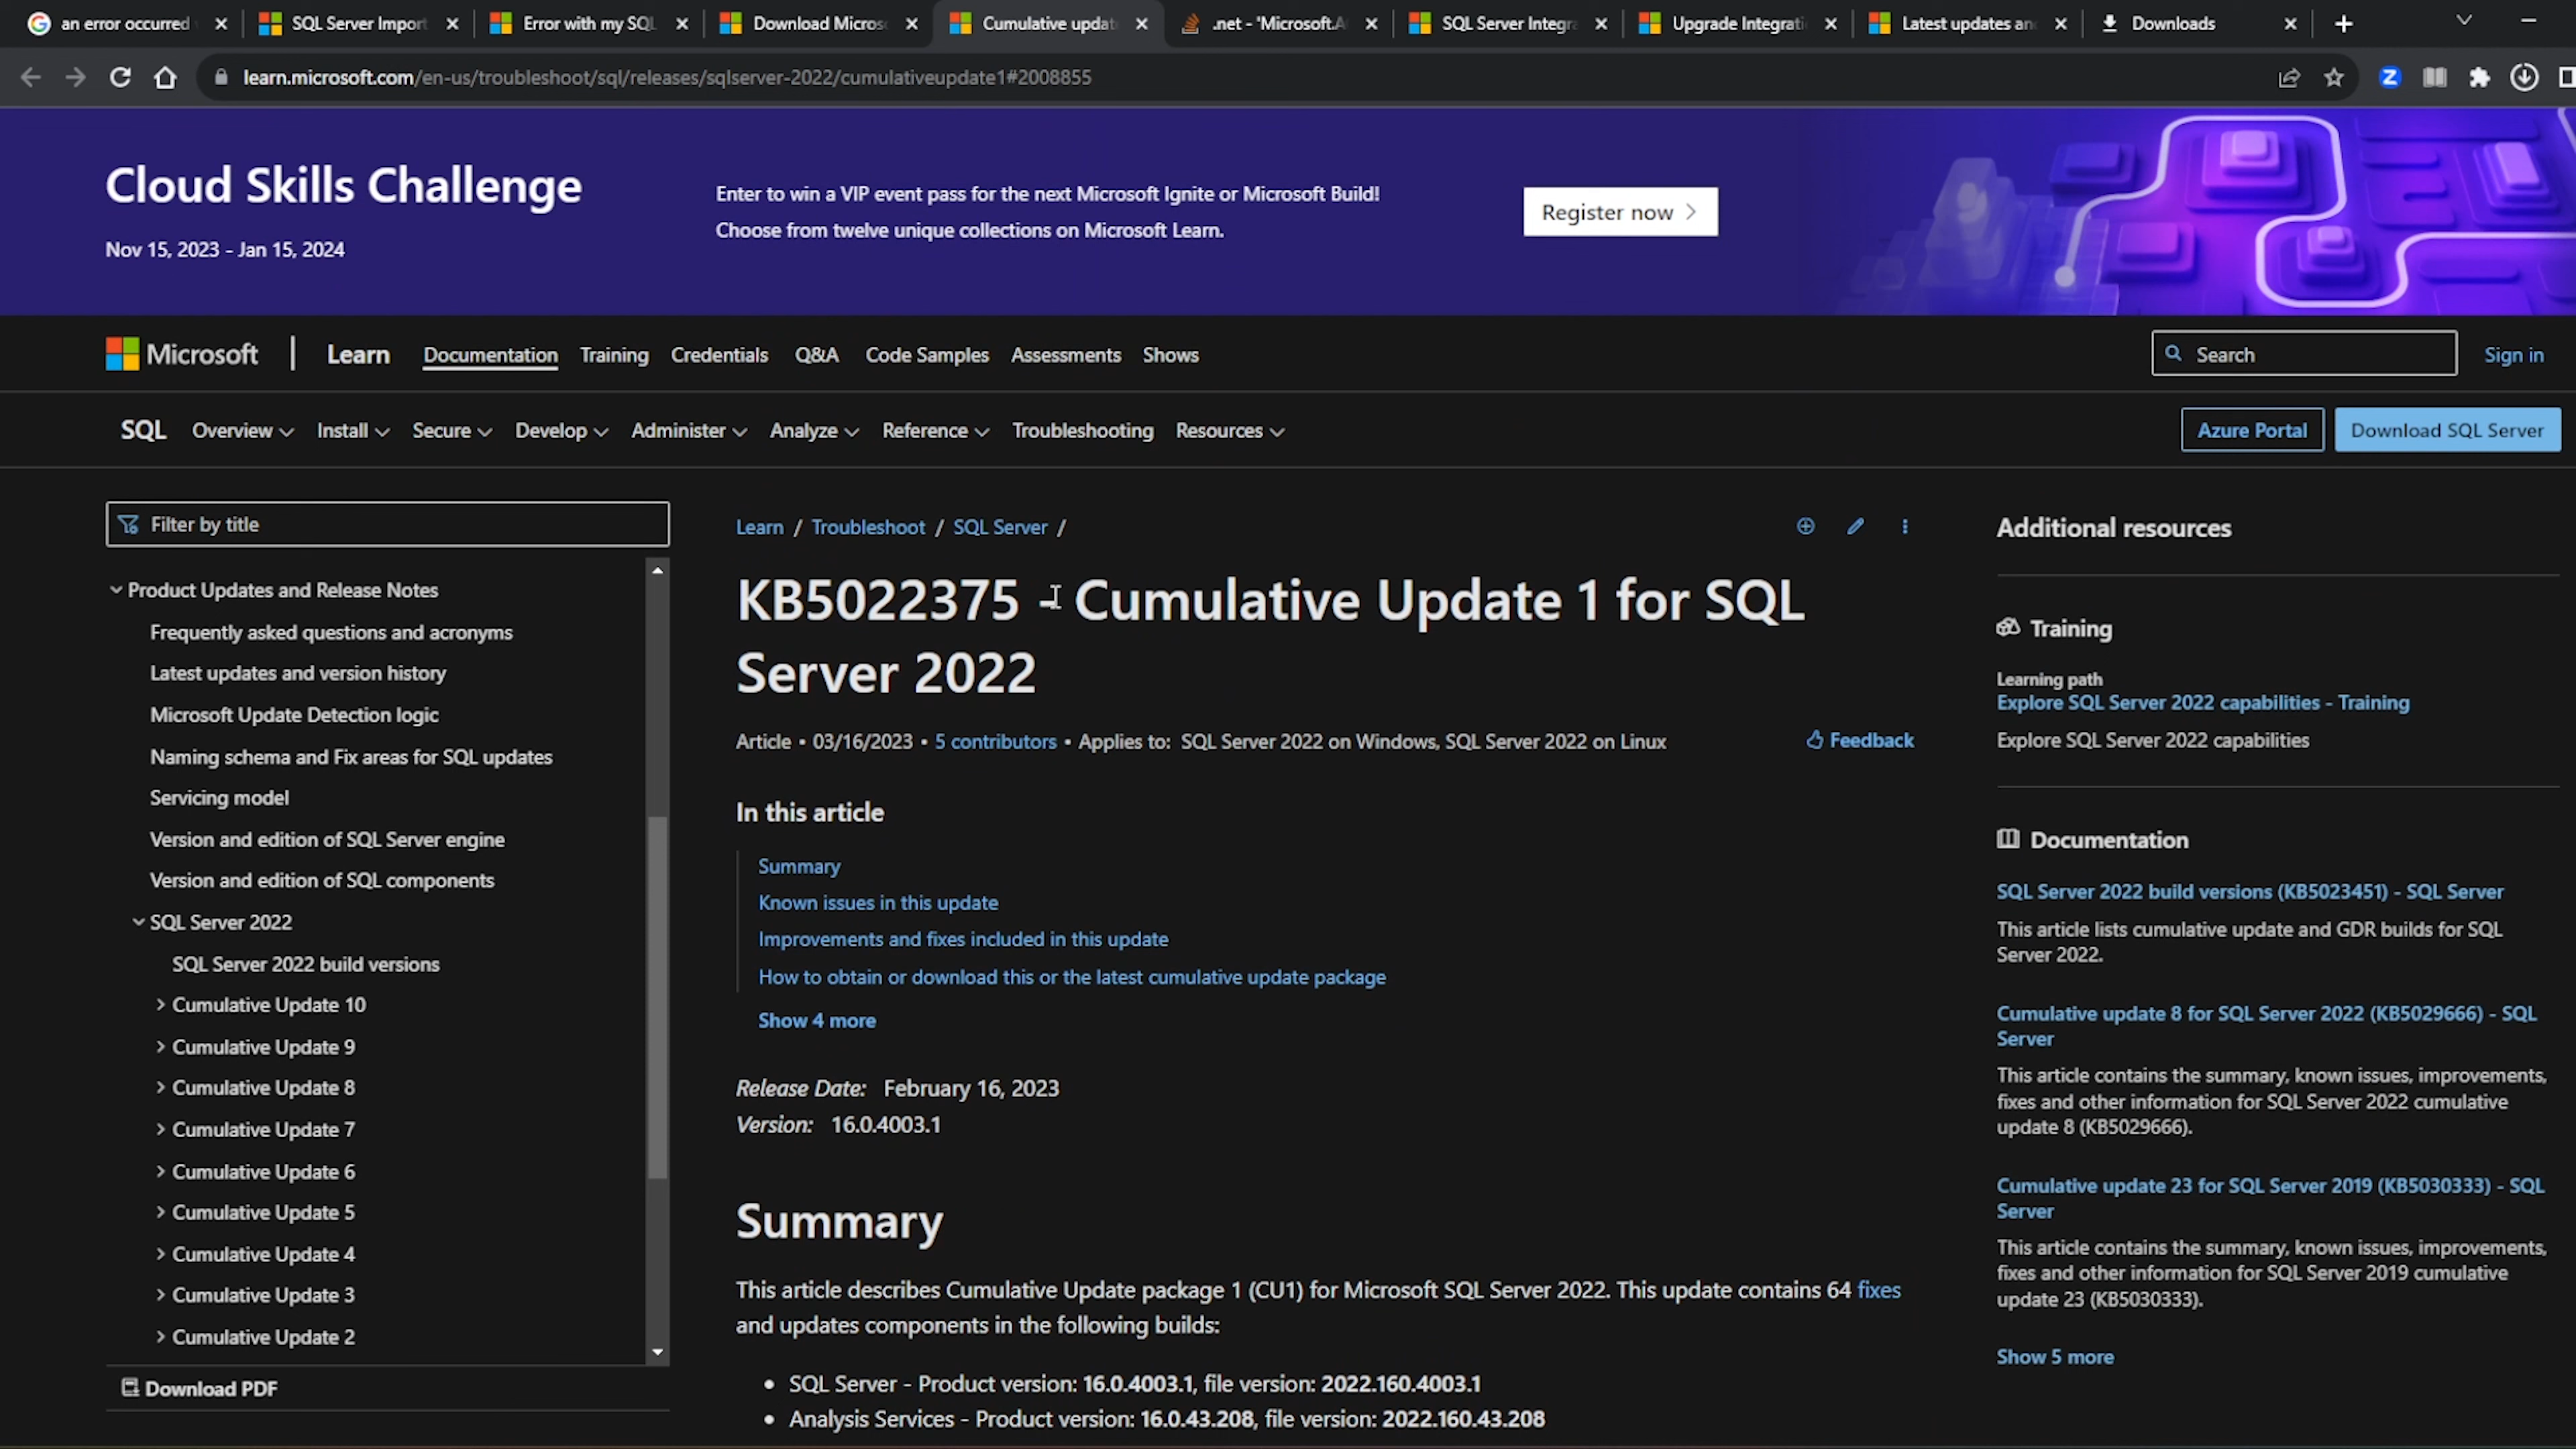 an error occurred
SQL Server Import
Error with my SQL
Download Micros
Cumulative updat
.net - 'Microsoft.A
SQL Server Integra
Upgrade Integrati
Latest updates an
Downloads
learn.microsoft.com/en-us/troubleshoot/sql/releases/sqlserver-2022/cumulativeupdate1#2008855
Cloud Skills Challenge
Nov 15, 2023 - Jan 15, 2024
Enter to win a VIP event pass for the next Microsoft Ignite or Microsoft Build!
Choose from twelve unique collections on Microsoft Learn.
Register now
Microsoft | Learn Documentation Training Credentials Q&A Code Samples Assessments Shows
Search
Sign in
SQL Overview Install Secure Develop Administer Analyze Reference Troubleshooting Resources
Azure Portal
Download SQL Server
Filter by title
Product Updates and Release Notes
Frequently asked questions and acronyms
Latest updates and version history
Microsoft Update Detection logic
Naming schema and Fix areas for SQL updates
Servicing model
Version and edition of SQL Server engine
Version and edition of SQL components
SQL Server 2022
SQL Server 2022 build versions
Cumulative Update 10
Cumulative Update 9
Cumulative Update 8
Cumulative Update 7
Cumulative Update 6
Cumulative Update 5
Cumulative Update 4
Cumulative Update 3
Cumulative Update 2
Download PDF
Learn / Troubleshoot / SQL Server /
KB5022375 - Cumulative Update 1 for SQL
Server 2022
Article • 03/16/2023 • 5 contributors • Applies to: SQL Server 2022 on Windows, SQL Server 2022 on Linux
Feedback
In this article
Summary
Known issues in this update
Improvements and fixes included in this update
How to obtain or download this or the latest cumulative update package
Show 4 more
Release Date: February 16, 2023
Version: 16.0.4003.1
Summary
This article describes Cumulative Update package 1 (CU1) for Microsoft SQL Server 2022. This update contains 64 fixes
and updates components in the following builds:
• SQL Server - Product version: 16.0.4003.1, file version: 2022.160.4003.1
• Analysis Services - Product version: 16.0.43.208, file version: 2022.160.43.208
Additional resources
Training
Learning path
Explore SQL Server 2022 capabilities - Training
Explore SQL Server 2022 capabilities
Documentation
SQL Server 2022 build versions (KB5023451) - SQL Server
This article lists cumulative update and GDR builds for SQL
Server 2022.
Cumulative update 8 for SQL Server 2022 (KB5029666) - SQL
Server
This article contains the summary, known issues, improvements,
fixes and other information for SQL Server 2022 cumulative
update 8 (KB5029666).
Cumulative update 23 for SQL Server 2019 (KB5030333) - SQL
Server
This article contains the summary, known issues, improvements,
fixes and other information for SQL Server 2019 cumulative
update 23 (KB5030333).
Show 5 more